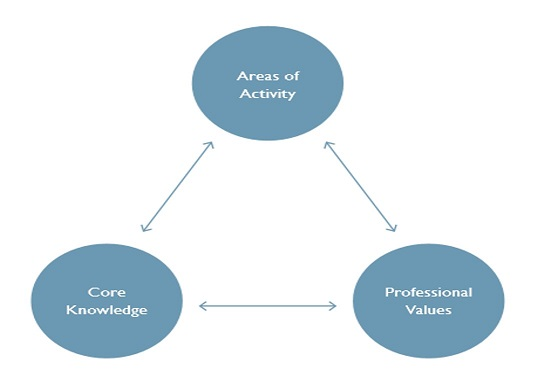 Areas of
Activity
Core
Knowledge
Professional
Values